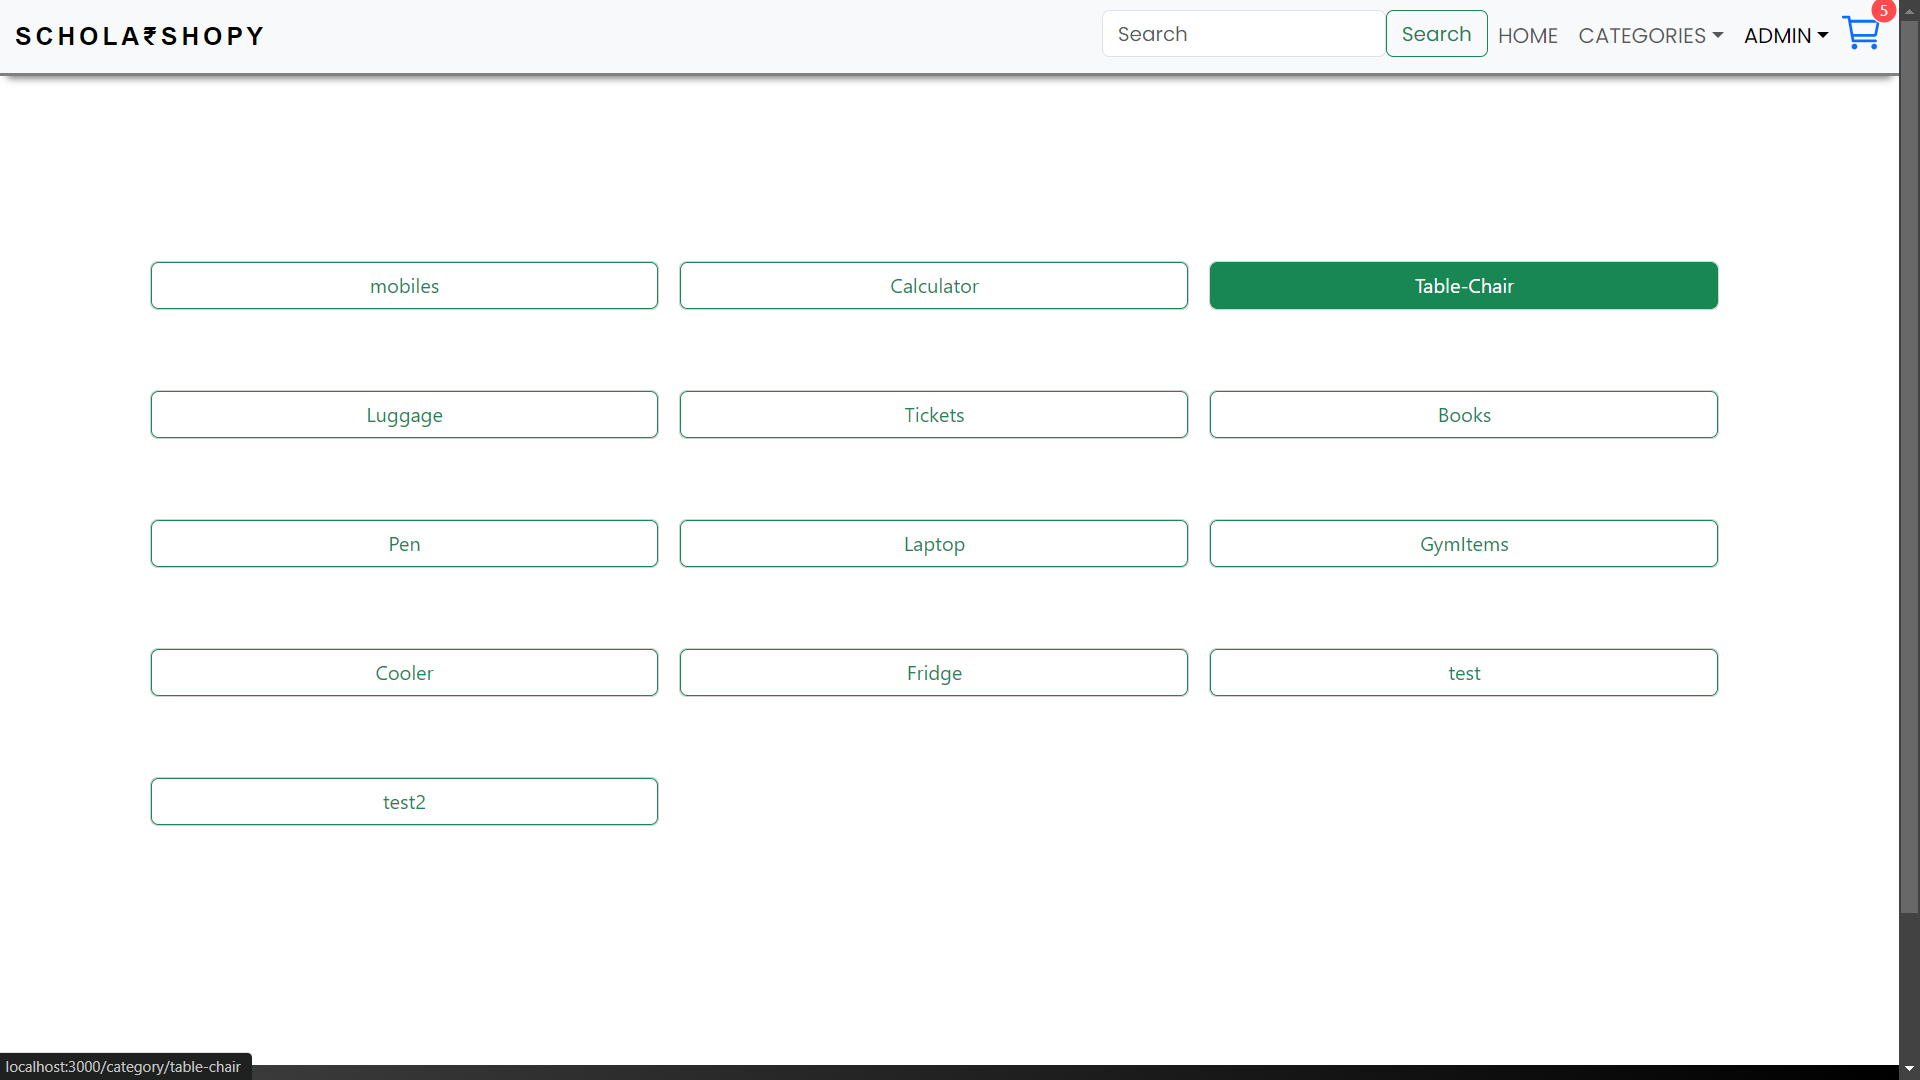 SCHOLA₹SHOPY Search Search HOME CATEGORIES ADMIN 5
mobiles Calculator Table-Chair
Luggage Tickets Books
Pen Laptop GymItems
Cooler Fridge test
test2
localhost:3000/category/table-chair